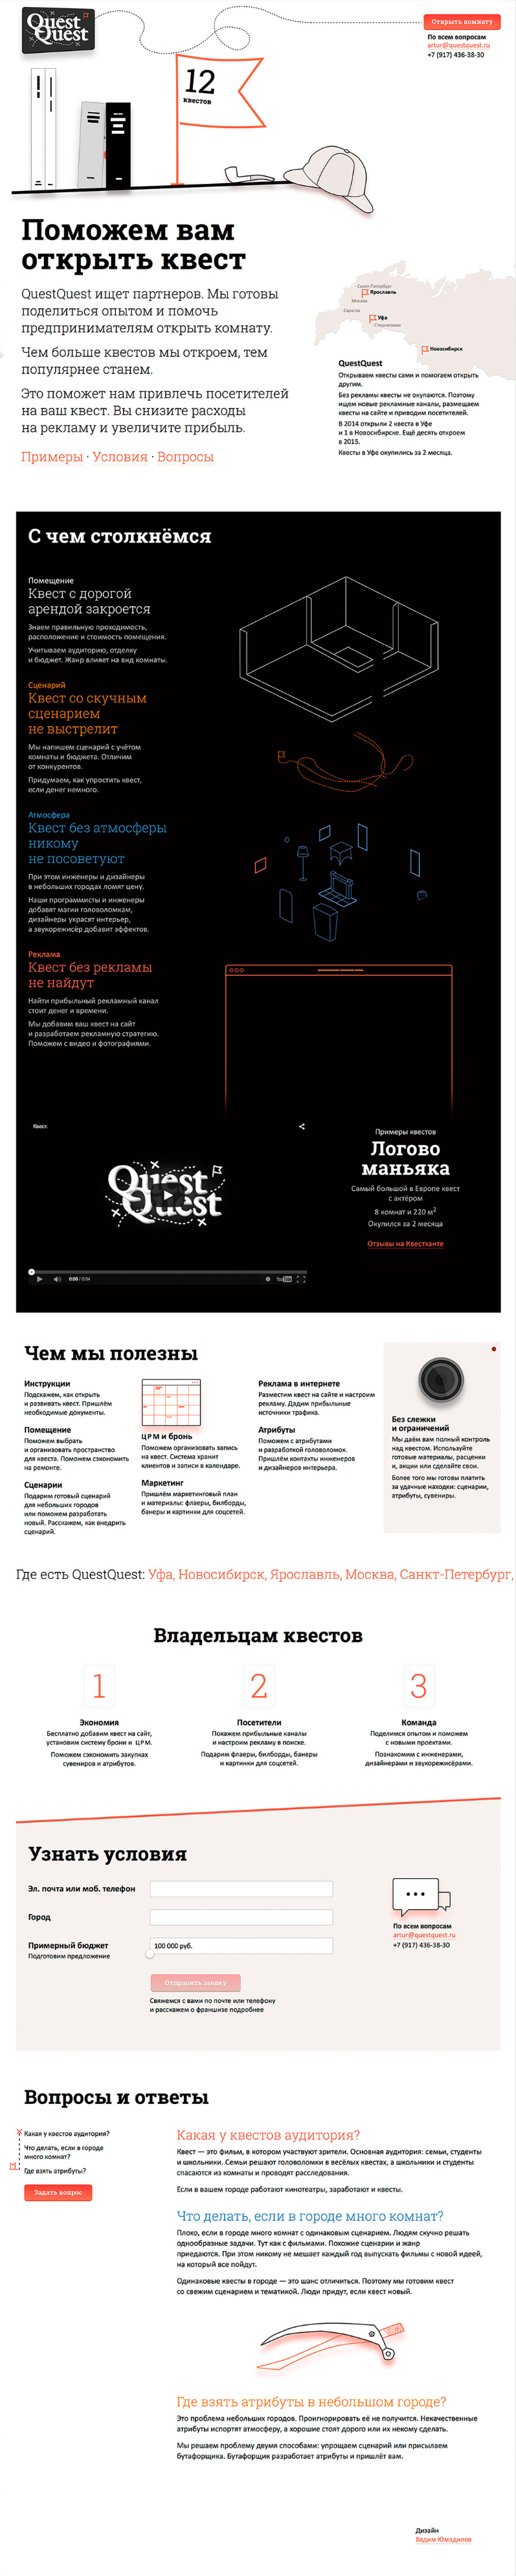 Quest Quest
Открыть комнату
По всем вопросам
artur@questquest.ru
+7 (917) 436-38-30
12
квестов
Поможем вам
открыть квест
QuestQuest ищет партнеров. Мы готовы
поделиться опытом и помочь
предпринимателям открыть комнату.
Чем больше квестов мы откроем, тем
популярнее станем.
Это поможет нам привлечь посетителей
на ваш квест. Вы снизите расходы
на рекламу и увеличите прибыль.
Примеры · Условия · Вопросы
Санкт-Петербург
Ярославль
Москва
Саратов
Уфа
Стерлитамак
Новосибирск
QuestQuest
Открываем квесты сами и помогаем открыть
другим.
Без рекламы квесты не окупаются. Поэтому
ищем новые рекламные каналы, размещаем
квесты на сайте и приводим посетителей.
В 2014 открыли 2 квеста в Уфе
и 1 в Новосибирске. Ещё десять откроем
в 2015.
Квесты в Уфе окупились за 2 месяца.
С чем столкнёмся
Помещение
Квест с дорогой
арендой закроется
Знаем правильную проходимость,
расположение и стоимость помещения.
Учитываем аудиторию, отделку
и бюджет. Жанр влияет на вид комнаты.
Сценарий
Квест со скучным
сценарием
не выстрелит
Мы напишем сценарий с учётом
комнаты и бюджета. Отличим
от конкурентов.
Придумаем, как упростить квест,
если денег немного.
Атмосфера
Квест без атмосферы
никому
не посоветуют
При этом инженеры и дизайнеры
в небольших городах ломят цену.
Наши программисты и инженеры
добавят магии головоломкам,
дизайнеры украсят интерьер,
а звукорежисёр добавит эффектов.
Реклама
Квест без рекламы
не найдут
Найти прибыльный рекламный канал
стоит денег и времени.
Мы добавим ваш квест на сайт
и разработаем рекламную стратегию.
Поможем с видео и фотографиями.
Квест.
Quest Quest
0:00 / 0:04
YouTube
Примеры квестов
Логово
маньяка
Самый большой в Европе квест
с актёром
8 комнат и 220 м²
Окупился за 2 месяца
Отзывы на Квестханте
Чем мы полезны
Инструкции
Подскажем, как открыть
и развивать квест. Пришлём
необходимые документы.
Помещение
Поможем выбрать
и организовать пространство
для квеста. Поможем сэкономить
на ремонте.
Сценарии
Подарим готовый сценарий
для небольших городов
или поможем разработать
новый. Расскажем, как внедрить
сценарий.
ЦРМ и бронь
Поможем организовать запись
на квест. Система хранит
клиентов и записи в календаре.
Маркетинг
Пришлём маркетинговый план
и материалы: флаеры, билборды,
банеры и картинки для соцсетей.
Реклама в интернете
Разместим квест на сайте и настроим
рекламу. Дадим прибыльные
источники трафика.
Атрибуты
Поможем с атрибутами
и разработкой головоломок.
Пришлём контакты инженеров
и дизайнеров интерьера.
Без слежки
и ограничений
Мы даём вам полный контроль
над квестом. Используйте
готовые материалы, расценки
и, акции или сделайте свои.
Более того мы готовы платить
за удачные находки: сценарии,
атрибуты, сувениры.
Где есть QuestQuest: Уфа, Новосибирск, Ярославль, Москва, Санкт-Петербург,
Владельцам квестов
1
Экономия
Бесплатно добавим квест на сайт,
установим систему брони и ЦРМ.
Поможем сэкономить закупках
сувениров и атрибутов.
2
Посетители
Покажем прибыльные каналы
и настроим рекламу в поиске.
Подарим флаеры, билборды, банеры
и картинки для соцсетей.
3
Команда
Поделимся опытом и поможем
с новыми проектами.
Познакомим с инженерами,
дизайнерами и звукорежисёрами.
Узнать условия
Эл. почта или моб. телефон
Город
Примерный бюджет
Подготовим предложение
100 000 руб.
Отправить заявку
Свяжемся с вами по почте или телефону
и расскажем о франшизе подробнее
По всем вопросам
artur@questquest.ru
+7 (917) 436-38-30
Вопросы и ответы
Какая у квестов аудитория?
Что делать, если в городе
много комнат?
Где взять атрибуты?
Задать вопрос
Какая у квестов аудитория?
Квест — это фильм, в котором участвуют зрители. Основная аудитория: семьи, студенты
и школьники. Семьи решают головоломки в весёлых квестах, а школьники и студенты
спасаются из комнаты и проводят расследования.
Если в вашем городе работают кинотеатры, заработают и квесты.
Что делать, если в городе много комнат?
Плохо, если в городе много комнат с одинаковым сценарием. Людям скучно решать
однообразные задачи. Тут как с фильмами. Похожие сценарии и жанр
приедаются. При этом никому не мешает каждый год выпускать фильмы с новой идеей,
на который все пойдут.
Одинаковые квесты в городе — это шанс отличиться. Поэтому мы готовим квест
со свежим сценарием и тематикой. Люди придут, если квест новый.
Где взять атрибуты в небольшом городе?
Это проблема небольших городов. Проигнорировать её не получится. Некачественные
атрибуты испортят атмосферу, а хорошие стоят дорого или их некому сделать.
Мы решаем проблему двумя способами: упрощаем сценарий или присылаем
бутафорщика. Бутафорщик разработает атрибуты и пришлёт вам.
Дизайн
Вадим Юмадилов